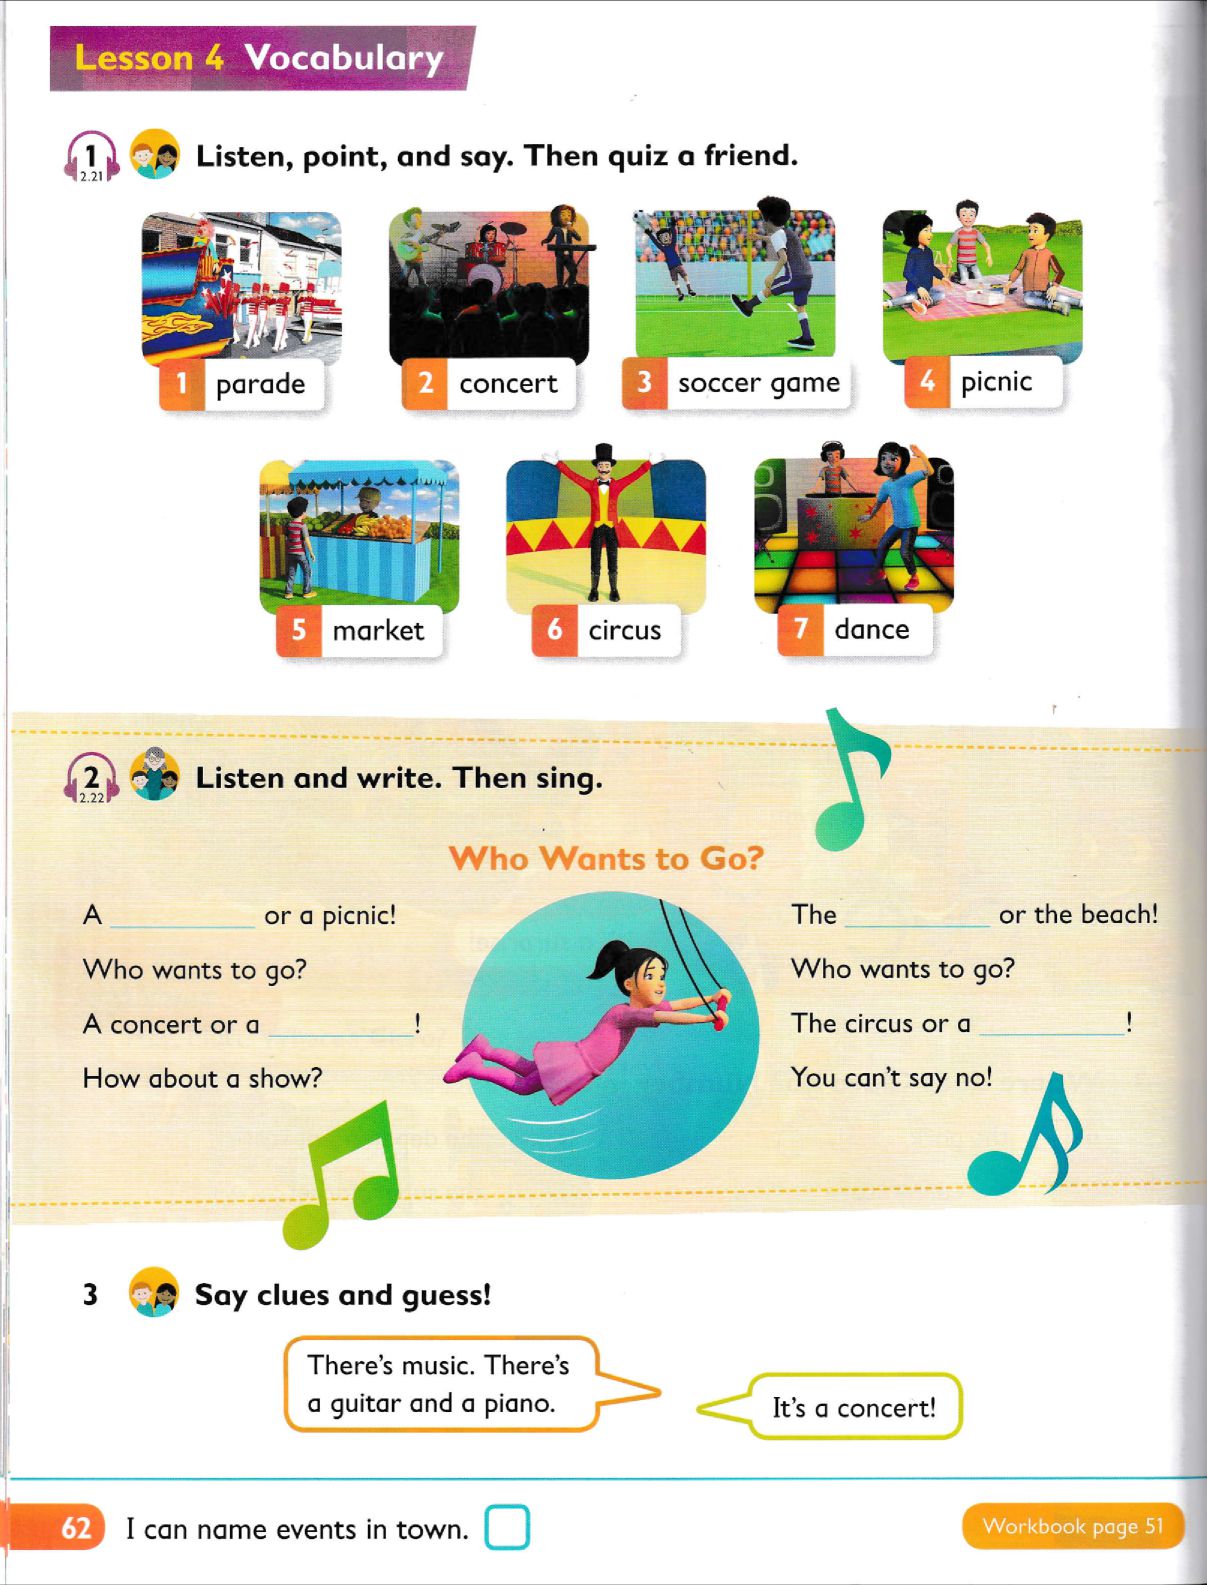 Lesson 4 Vocabulary
1
2.21
Listen, point, and say. Then quiz a friend.
1 parade
2 concert
3 soccer game
4 picnic
5 market
6 circus
7 dance
2
2.22
Listen and write. Then sing.
Who Wants to Go?
A __________ or a picnic!
Who wants to go?
A concert or a __________!
How about a show?
The __________ or the beach!
Who wants to go?
The circus or a __________!
You can't say no!
3 Say clues and guess!
There's music. There's
a guitar and a piano.
It's a concert!
62 I can name events in town.
Workbook page 51